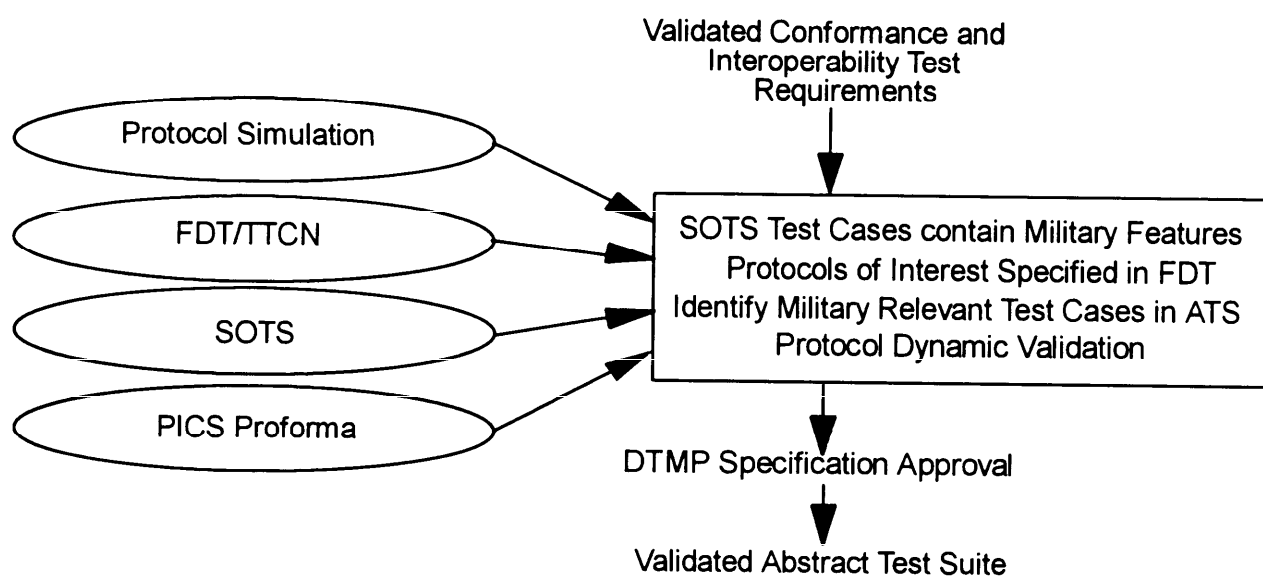 Validated Conformance and
Interoperability Test
Requirements
Protocol Simulation
FDT/TTCN
SOTS
PICS Proforma
SOTS Test Cases contain Military Features
Protocols of Interest Specified in FDT
Identify Military Relevant Test Cases in ATS
Protocol Dynamic Validation
DTMP Specification Approval
Validated Abstract Test Suite